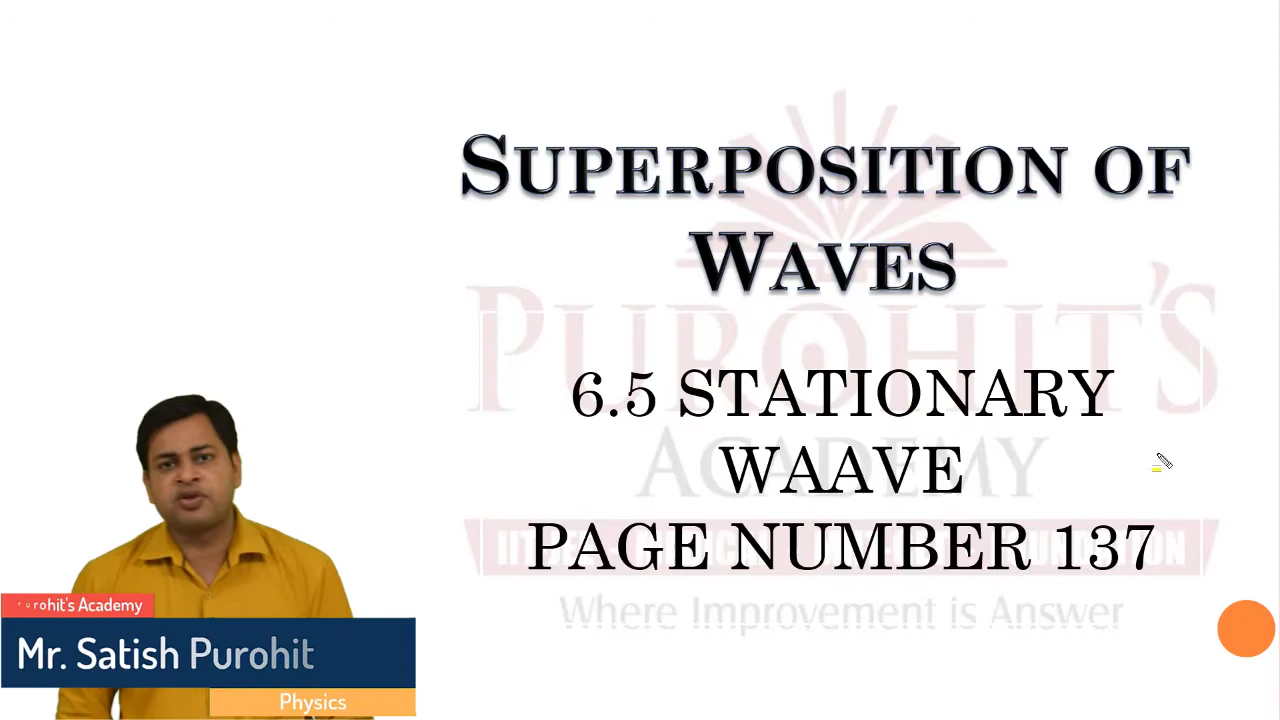 SUPERPOSITION OF
WAVES
PUROHIT'S
6.5 STATIONARY
ACADEMY
WAAVE
PAGE NUMBER 137
Where Improvement is Answer
Purohit's Academy
Mr. Satish Purohit
Physics